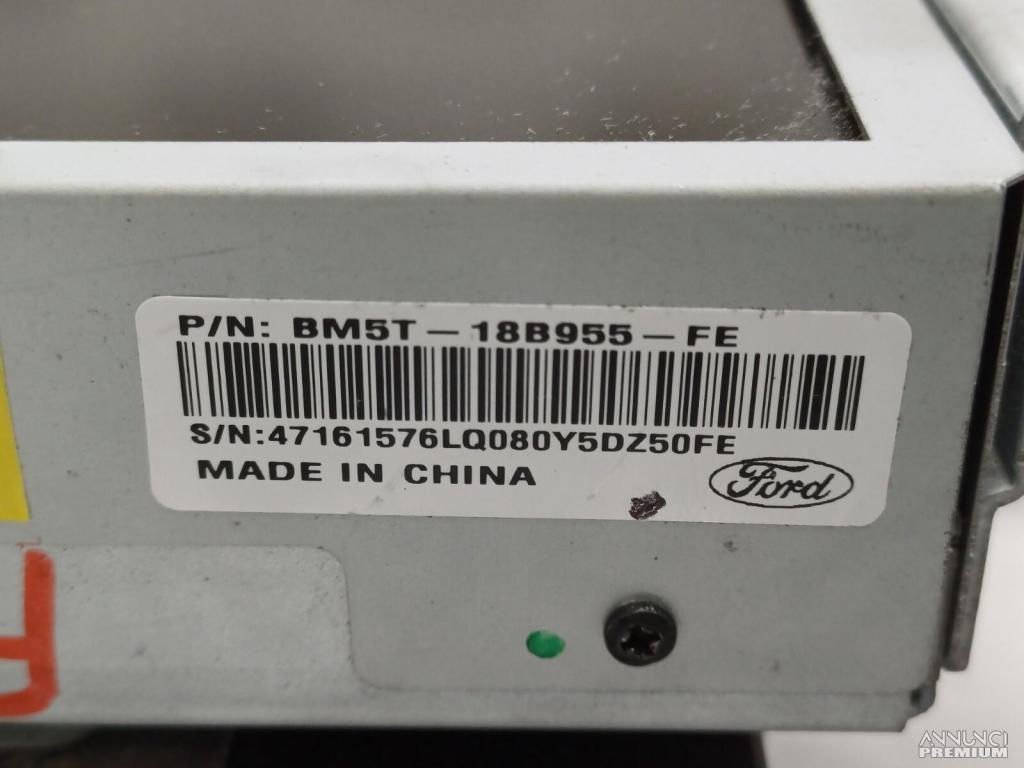 P/N: BM5T-18B955-FE
S/N:47161576LQ080Y5DZ50FE
MADE IN CHINA
Ford
ANNUNCI
PREMIUM